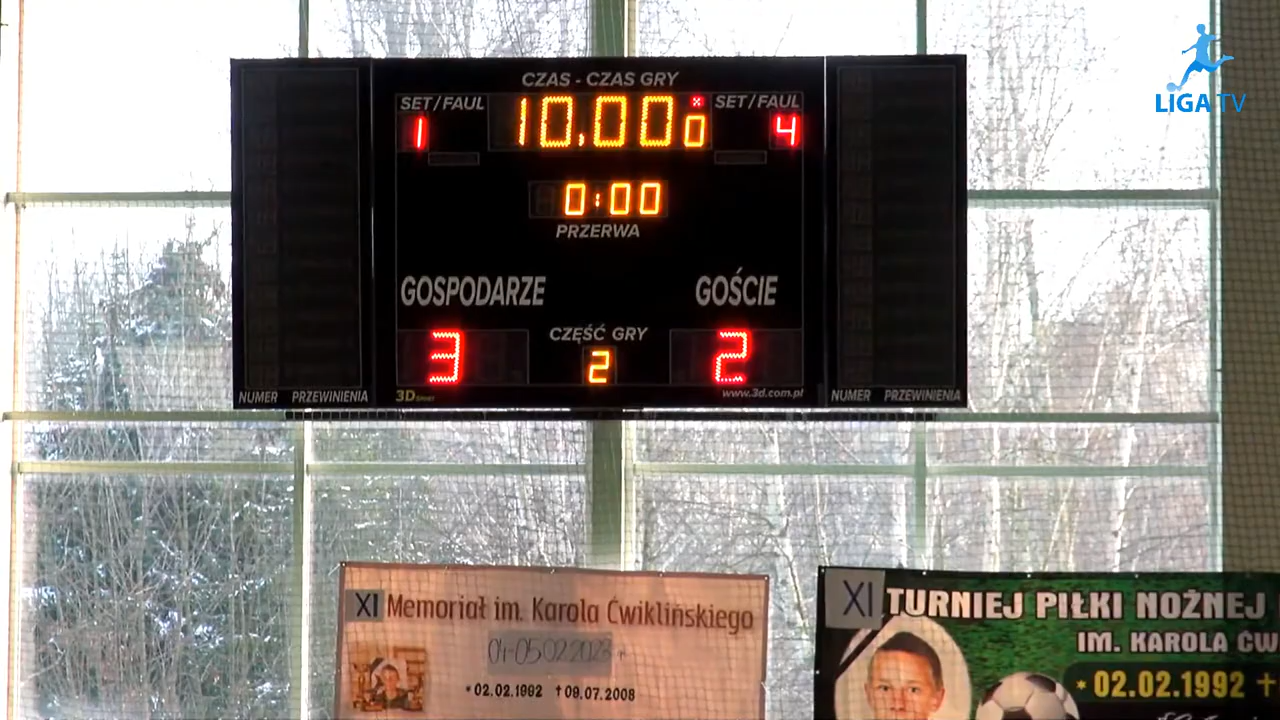 LIGA TV
CZAS - CZAS GRY
SET/FAUL 10.00 0 SET/FAUL
1 4
0:00
PRZERWA
GOSPODARZE GOŚCIE
CZĘŚĆ GRY
3 2 2
NUMER PRZEWINIENIA 3D www.3d.com.pl NUMER PRZEWINIENIA
XI Memoriał im. Karola Ćwiklińskiego
04-05.02.2023 r.
* 02.02.1992 † 09.07.2008
XI TURNIEJ PIŁKI NOŻNEJ
IM. KAROLA ĆW
* 02.02.1992 †